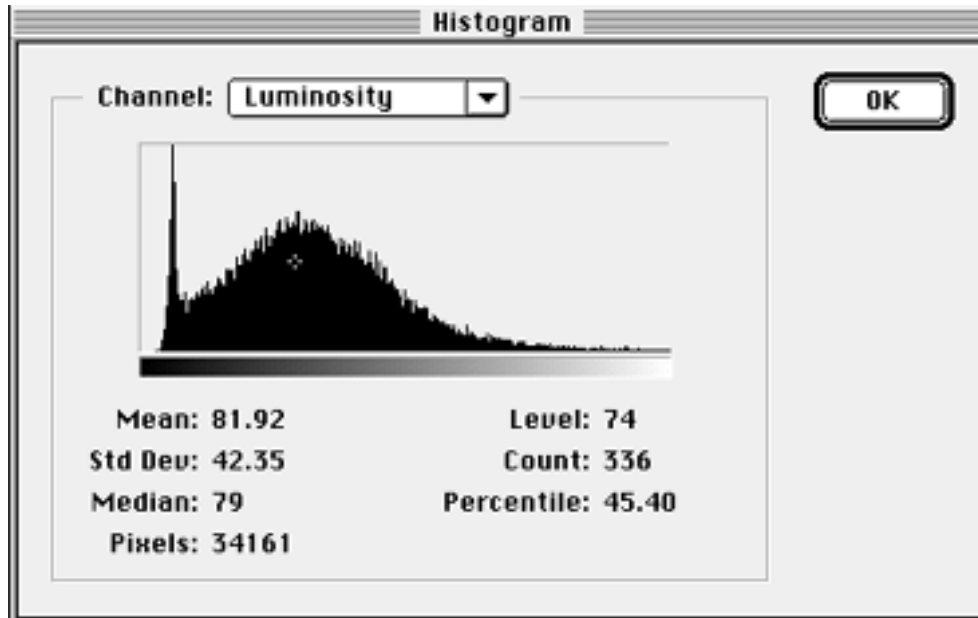 Histogram
Channel: Luminosity
OK
Mean: 81.92
Level: 74
Std Dev: 42.35
Count: 336
Median: 79
Percentile: 45.40
Pixels: 34161